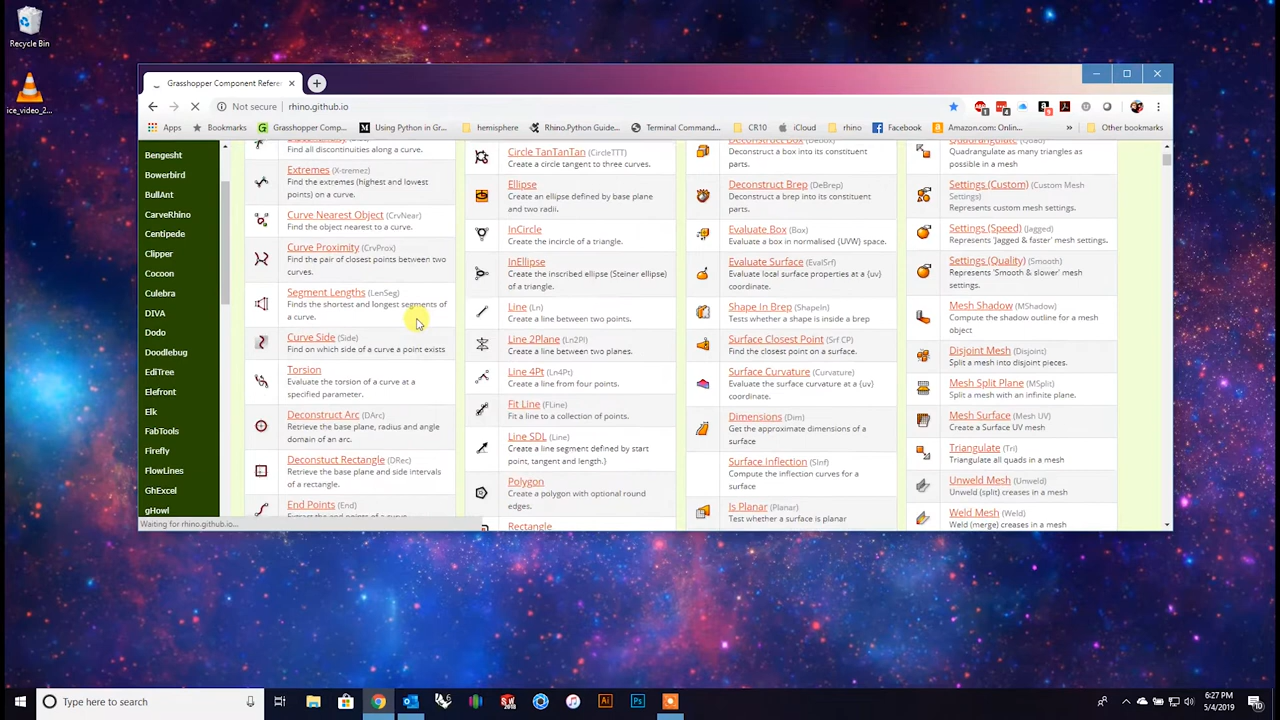 Recycle Bin
ice_video_2...
Grasshopper Component Refere
Not secure
rhino.github.io
Apps
Bookmarks
Grasshopper Comp...
Using Python in Gr...
hemisphere
Rhino.Python Guide...
Terminal Command...
CR10
iCloud
rhino
Facebook
Amazon.com: Onlin...
»
Other bookmarks
Bengesht
Bowerbird
BullAnt
CarveRhino
Centipede
Clipper
Cocoon
Culebra
DIVA
Dodo
Doodlebug
EdiTree
Elefront
Elk
FabTools
Firefly
FlowLines
GhExcel
gHowl
Find all discontinuities along a curve.
Extremes (X-tremez)
Find the extremes (highest and lowest
points) on a curve.
Curve Nearest Object (CrvNear)
Find the object nearest to a curve.
Curve Proximity (CrvProx)
Find the pair of closest points between two
curves.
Segment Lengths (LenSeg)
Finds the shortest and longest segments of
a curve.
Curve Side (Side)
Find on which side of a curve a point exists
Torsion
Evaluate the torsion of a curve at a
specified parameter.
Deconstruct Arc (DArc)
Retrieve the base plane, radius and angle
domain of an arc.
Deconstuct Rectangle (DRec)
Retrieve the base plane and side intervals
of a rectangle.
End Points (End)
Extract the end points of a curve.
Circle TanTanTan (CircleTTT)
Create a circle tangent to three curves.
Ellipse
Create an ellipse defined by base plane
and two radii.
InCircle
Create the incircle of a triangle.
InEllipse
Create the inscribed ellipse (Steiner ellipse)
of a triangle.
Line (Ln)
Create a line between two points.
Line 2Plane (Ln2Pl)
Create a line between two planes.
Line 4Pt (Ln4Pt)
Create a line from four points.
Fit Line (FLine)
Fit a line to a collection of points.
Line SDL (Line)
Create a line segment defined by start
point, tangent and length.}
Polygon
Create a polygon with optional round
edges.
Rectangle
Deconstruct Box (DeBox)
Deconstruct a box into its constituent
parts.
Deconstruct Brep (DeBrep)
Deconstruct a brep into its constituent
parts.
Evaluate Box (Box)
Evaluate a box in normalised {UVW} space.
Evaluate Surface (EvalSrf)
Evaluate local surface properties at a {uv}
coordinate.
Shape In Brep (ShapeIn)
Tests whether a shape is inside a brep
Surface Closest Point (Srf CP)
Find the closest point on a surface.
Surface Curvature (Curvature)
Evaluate the surface curvature at a {uv}
coordinate.
Dimensions (Dim)
Get the approximate dimensions of a
surface
Surface Inflection (SInf)
Compute the inflection curves for a
surface
Is Planar (Planar)
Test whether a surface is planar
Quadrangulate (Quad)
Quadrangulate as many triangles as
possible in a mesh
Settings (Custom) (Custom Mesh
Settings)
Represents custom mesh settings.
Settings (Speed) (Jagged)
Represents 'Jagged & faster' mesh settings.
Settings (Quality) (Smooth)
Represents 'Smooth & slower' mesh
settings.
Mesh Shadow (MShadow)
Compute the shadow outline for a mesh
object
Disjoint Mesh (Disjoint)
Split a mesh into disjoint pieces.
Mesh Split Plane (MSplit)
Split a mesh with an infinite plane.
Mesh Surface (Mesh UV)
Create a Surface UV mesh
Triangulate (Tri)
Triangulate all quads in a mesh
Unweld Mesh (Unweld)
Unweld (split) creases in a mesh
Weld Mesh (Weld)
Weld (merge) creases in a mesh
Waiting for rhino.github.io...
Type here to search
6:27 PM
5/4/2019